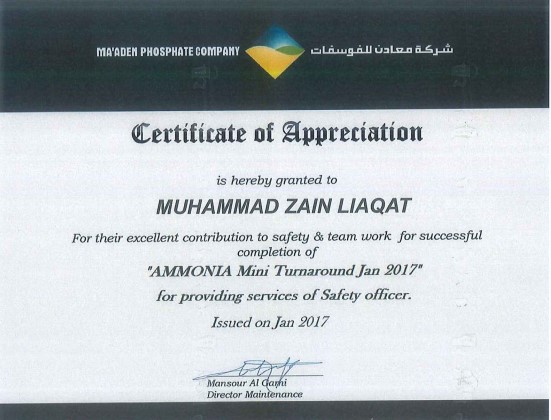 MA'ADEN PHOSPHATE COMPANY شركة معادن للفوسفات
Certificate of Appreciation
is hereby granted to
MUHAMMAD ZAIN LIAQAT
For their excellent contribution to safety & team work for successful
completion of
"AMMONIA Mini Turnaround Jan 2017"
for providing services of Safety officer.
Issued on Jan 2017
Mansour Al Garni
Director Maintenance